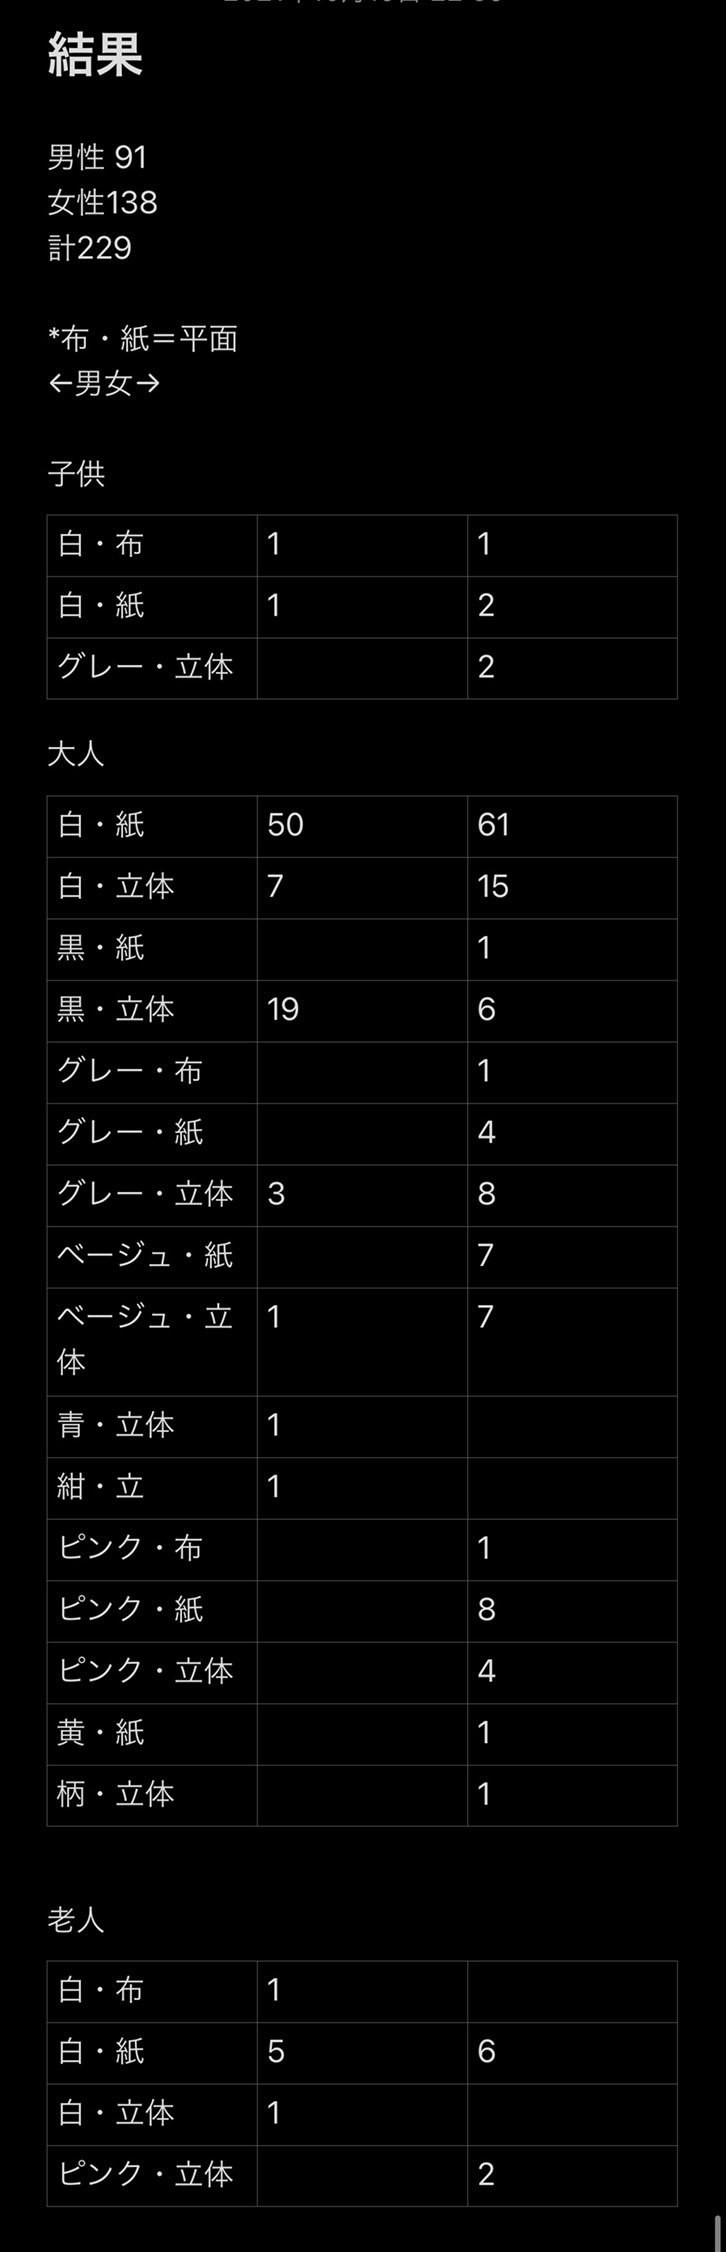 結果
男性 91
女性138
計229
*布・紙＝平面
←男女→
子供
白・布 1 1
白・紙 1 2
グレー・立体 2
大人
白・紙 50 61
白・立体 7 15
黒・紙 1
黒・立体 19 6
グレー・布 1
グレー・紙 4
グレー・立体 3 8
ベージュ・紙 7
ベージュ・立 1 7
体
青・立体 1
紺・立 1
ピンク・布 1
ピンク・紙 8
ピンク・立体 4
黄・紙 1
柄・立体 1
老人
白・布 1
白・紙 5 6
白・立体 1
ピンク・立体 2